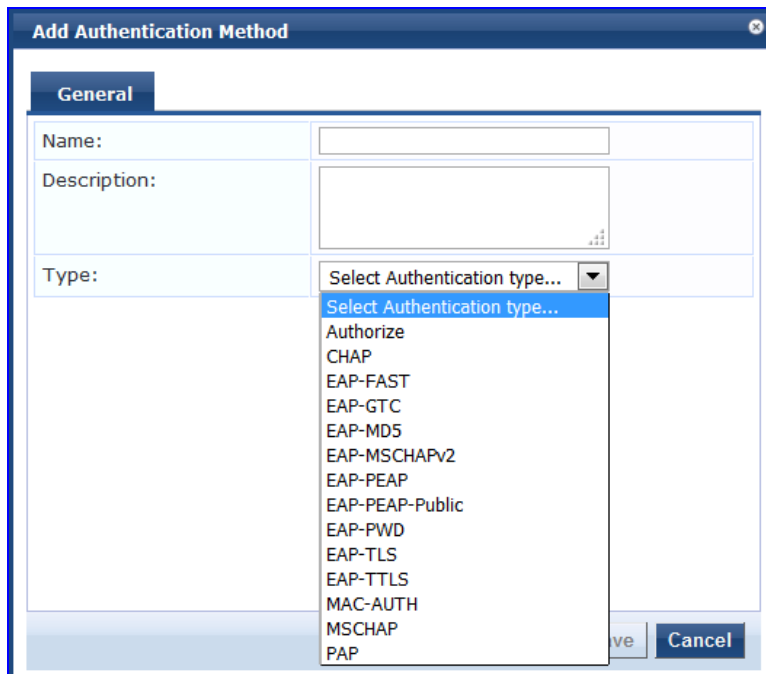 Add Authentication Method
General
Name:
Description:
Type:
Select Authentication type...
Select Authentication type...
Authorize
CHAP
EAP-FAST
EAP-GTC
EAP-MD5
EAP-MSCHAPv2
EAP-PEAP
EAP-PEAP-Public
EAP-PWD
EAP-TLS
EAP-TTLS
MAC-AUTH
MSCHAP
PAP
Cancel